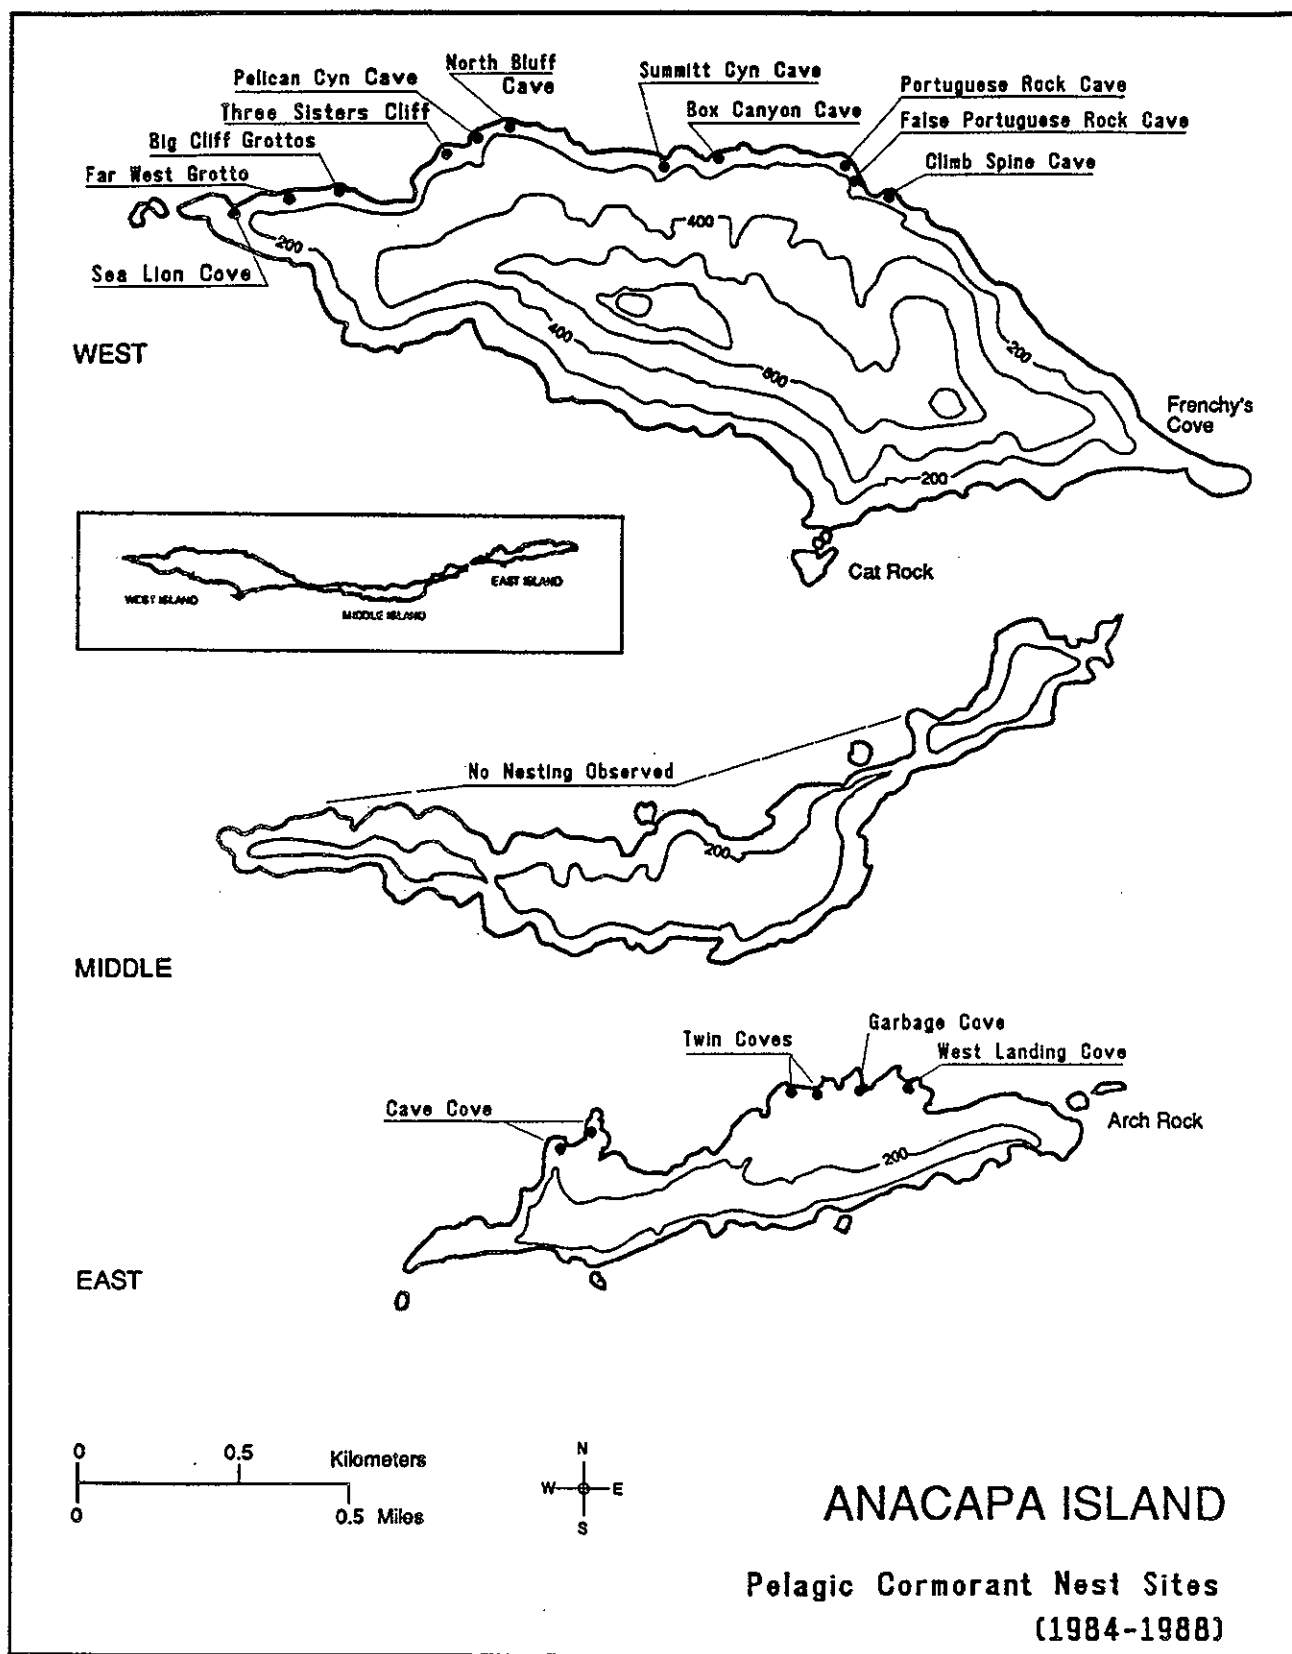 North Bluff
Cave
Pelican Cyn Cave
Three Sisters Cliff
Big Cliff Grottos
Far West Grotto
Sea Lion Cove
Summitt Cyn Cave
Box Canyon Cave
Portuguese Rock Cave
False Portuguese Rock Cave
Climb Spine Cave
400
200
400
600
200
200
WEST
Frenchy's
Cove
Cat Rock
WEST ISLAND
MIDDLE ISLAND
EAST ISLAND
No Nesting Observed
200
MIDDLE
Twin Coves
Garbage Cove
West Landing Cove
Cave Cove
Arch Rock
200
EAST
0 0.5 Kilometers
0 0.5 Miles
N
W E
S
ANACAPA ISLAND
Pelagic Cormorant Nest Sites
(1984-1988)